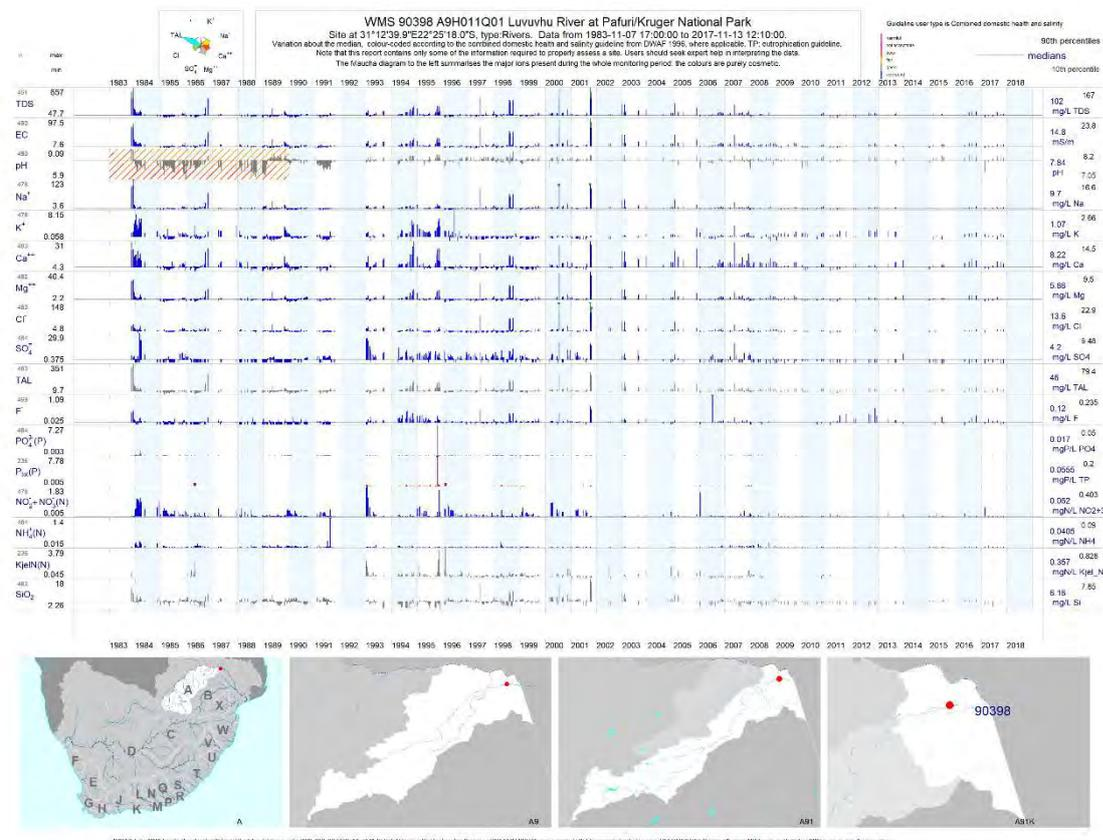 WMS 90398 A9H011Q01 Luvuvhu River at Pafuri/Kruger National Park
Site at 31°12'39.9"E22°25'18.0"S, type:Rivers. Data from 1983-11-07 17:00:00 to 2017-11-13 12:10:00.
Variation about the median, colour-coded according to the combined domestic health and salinity guideline from DWAF 1996, where applicable. TP: eutrophication guideline.
Note that this report contains only some of the information required to properly assess a site. Users should seek expert help in interpreting the data.
The Maucha diagram to the left summarises the major ions present during the whole monitoring period: the colours are purely cosmetic.
K⁺
TAL Na⁺
Cl⁻ Ca⁺⁺
SO₄⁼ Mg⁺⁺
Guideline user type is Combined domestic health and salinity
90th percentiles
medians
10th percentile
n max
min
1983 1984 1985 1986 1987 1988 1989 1990 1991 1992 1993 1994 1995 1996 1997 1998 1999 2000 2001 2002 2003 2004 2005 2006 2007 2008 2009 2010 2011 2012 2013 2014 2015 2016 2017 2018
657
TDS
47.7
102 167
mg/L TDS
97.5
EC
7.6
14.8 23.8
mS/m
9.09
pH
5.9
7.84 8.2
pH 7.05
123
Na⁺
3.6
9.7 16.6
mg/L Na
8.15
K⁺
0.058
1.07 2.66
mg/L K
31
Ca⁺⁺
4.3
8.22 14.5
mg/L Ca
40.4
Mg⁺⁺
2.2
5.86 9.5
mg/L Mg
148
Cl⁻
4.8
13.6 22.9
mg/L Cl
29.9
SO₄⁼
0.375
4.2 9.48
mg/L SO4
351
TAL
9.7
46 79.4
mg/L TAL
1.09
F⁻
0.025
0.12 0.235
mg/L F
7.27
PO₄³⁻(P)
0.003
0.017 0.05
mgP/L PO4
7.78
Pₜₒₜ(P)
0.005
0.0555 0.2
mgP/L TP
1.83
NO₂⁻+NO₃⁻(N)
0.005
0.062 0.403
mgN/L NO2+3
1.4
NH₄⁺(N)
0.015
0.0405 0.09
mgN/L NH4
3.79
KjelN(N)
0.045
0.357 0.828
mgN/L Kjel_N
18
SiO₂
2.26
6.16 7.85
mg/L Si
1983 1984 1985 1986 1987 1988 1989 1990 1991 1992 1993 1994 1995 1996 1997 1998 1999 2000 2001 2002 2003 2004 2005 2006 2007 2008 2009 2010 2011 2012 2013 2014 2015 2016 2017 2018
A B X
C W
D V
F U
E T
G H J K L N M Q P S R
90398
A A9 A91 A91K